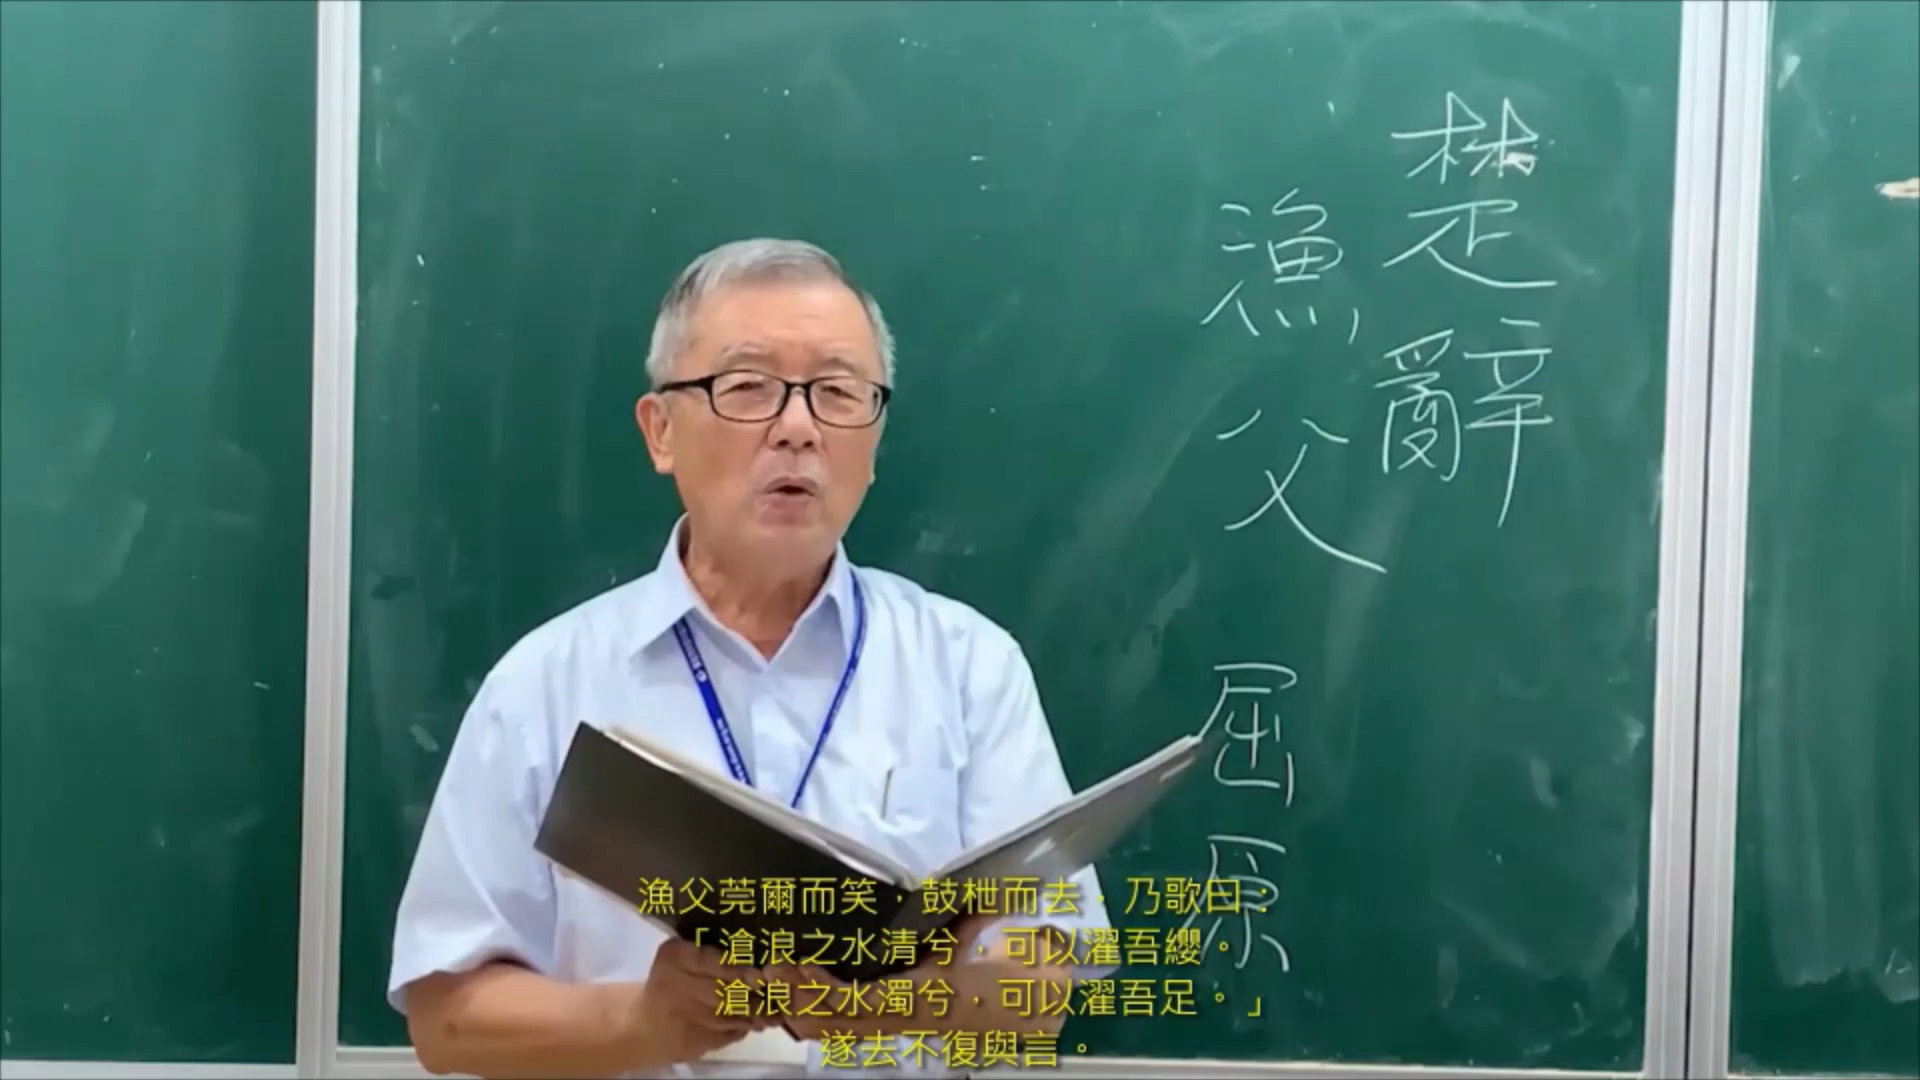 楚辭
漁父 屈原
漁父莞爾而笑，鼓枻而去，乃歌曰：
「滄浪之水清兮，可以濯吾纓。
滄浪之水濁兮，可以濯吾足。」
遂去不復與言。